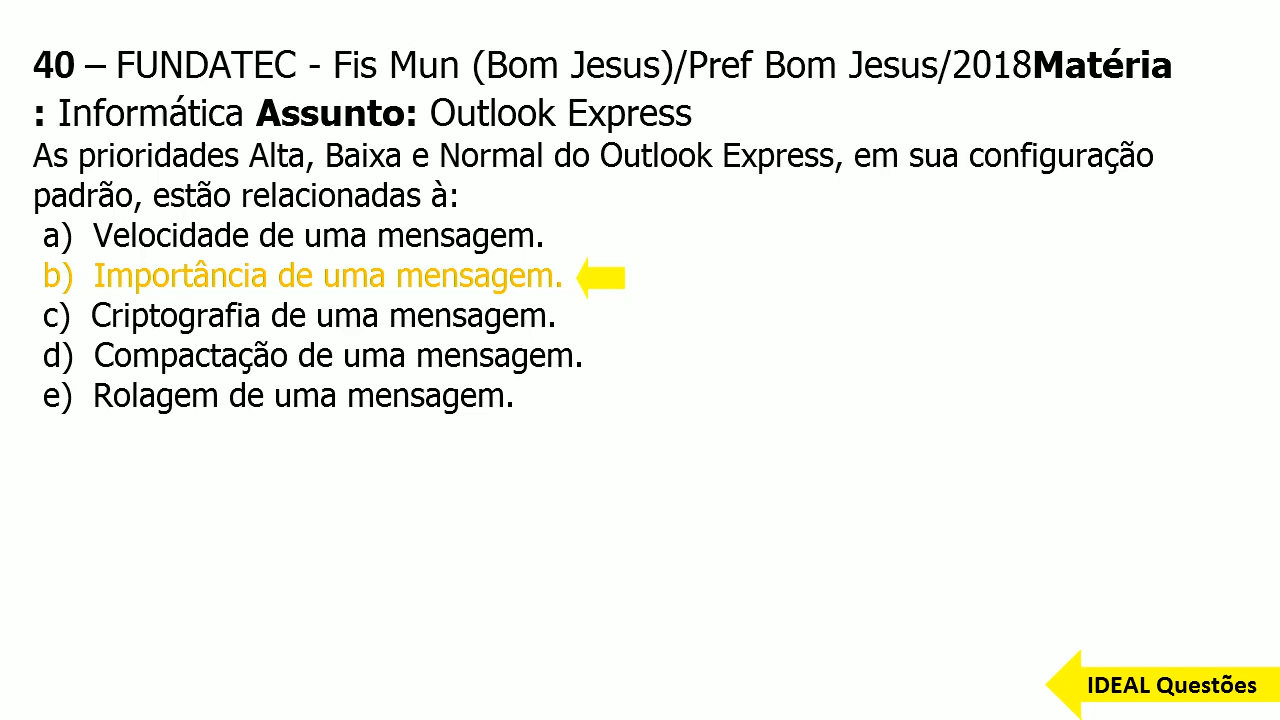 40 – FUNDATEC - Fis Mun (Bom Jesus)/Pref Bom Jesus/2018Matéria
: Informática Assunto: Outlook Express
As prioridades Alta, Baixa e Normal do Outlook Express, em sua configuração
padrão, estão relacionadas à:
a) Velocidade de uma mensagem.
b) Importância de uma mensagem.
c) Criptografia de uma mensagem.
d) Compactação de uma mensagem.
e) Rolagem de uma mensagem.
IDEAL Questões